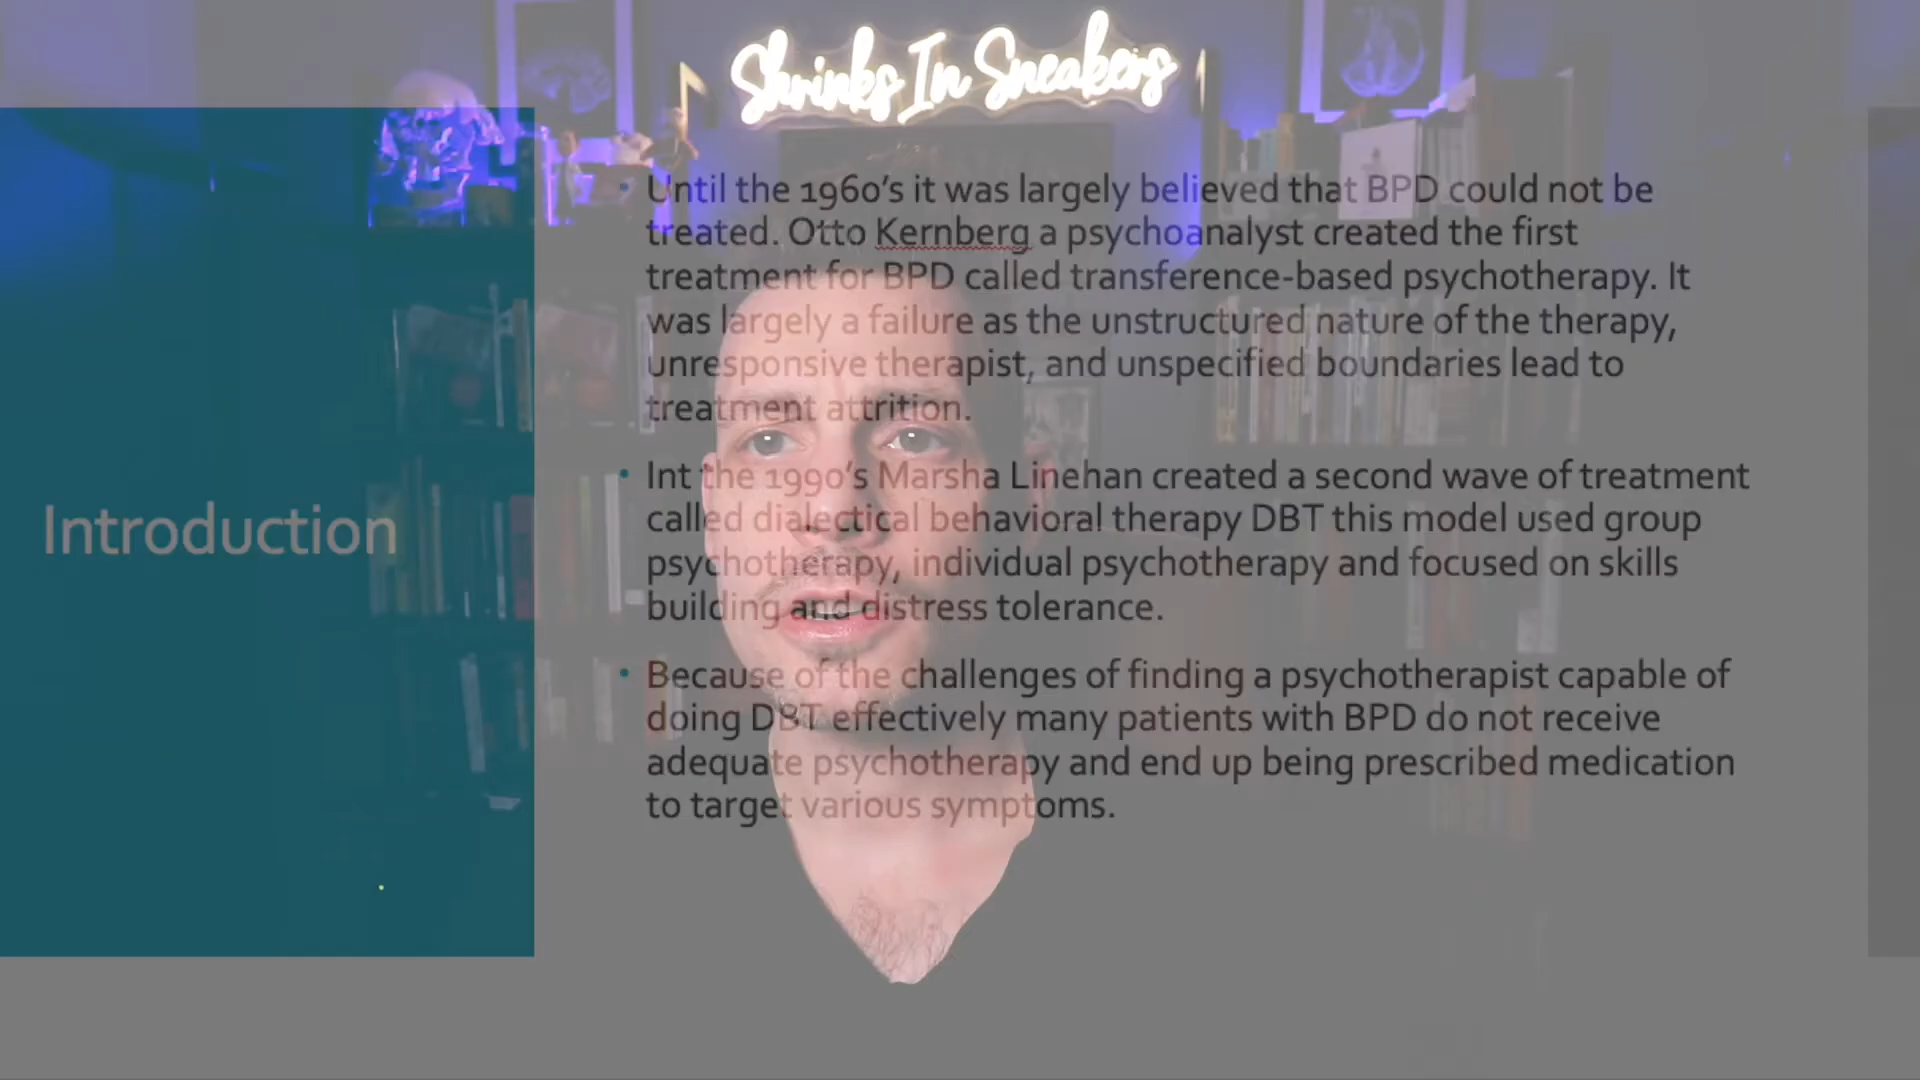 Shrinks In Sneakers
Introduction
• Until the 1960's it was largely believed that BPD could not be
treated. Otto Kernberg a psychoanalyst created the first
treatment for BPD called transference-based psychotherapy. It
was largely a failure as the unstructured nature of the therapy,
unresponsive therapist, and unspecified boundaries lead to
treatment attrition.
• Int the 1990's Marsha Linehan created a second wave of treatment
called dialectical behavioral therapy DBT this model used group
psychotherapy, individual psychotherapy and focused on skills
building and distress tolerance.
• Because of the challenges of finding a psychotherapist capable of
doing DBT effectively many patients with BPD do not receive
adequate psychotherapy and end up being prescribed medication
to target various symptoms.